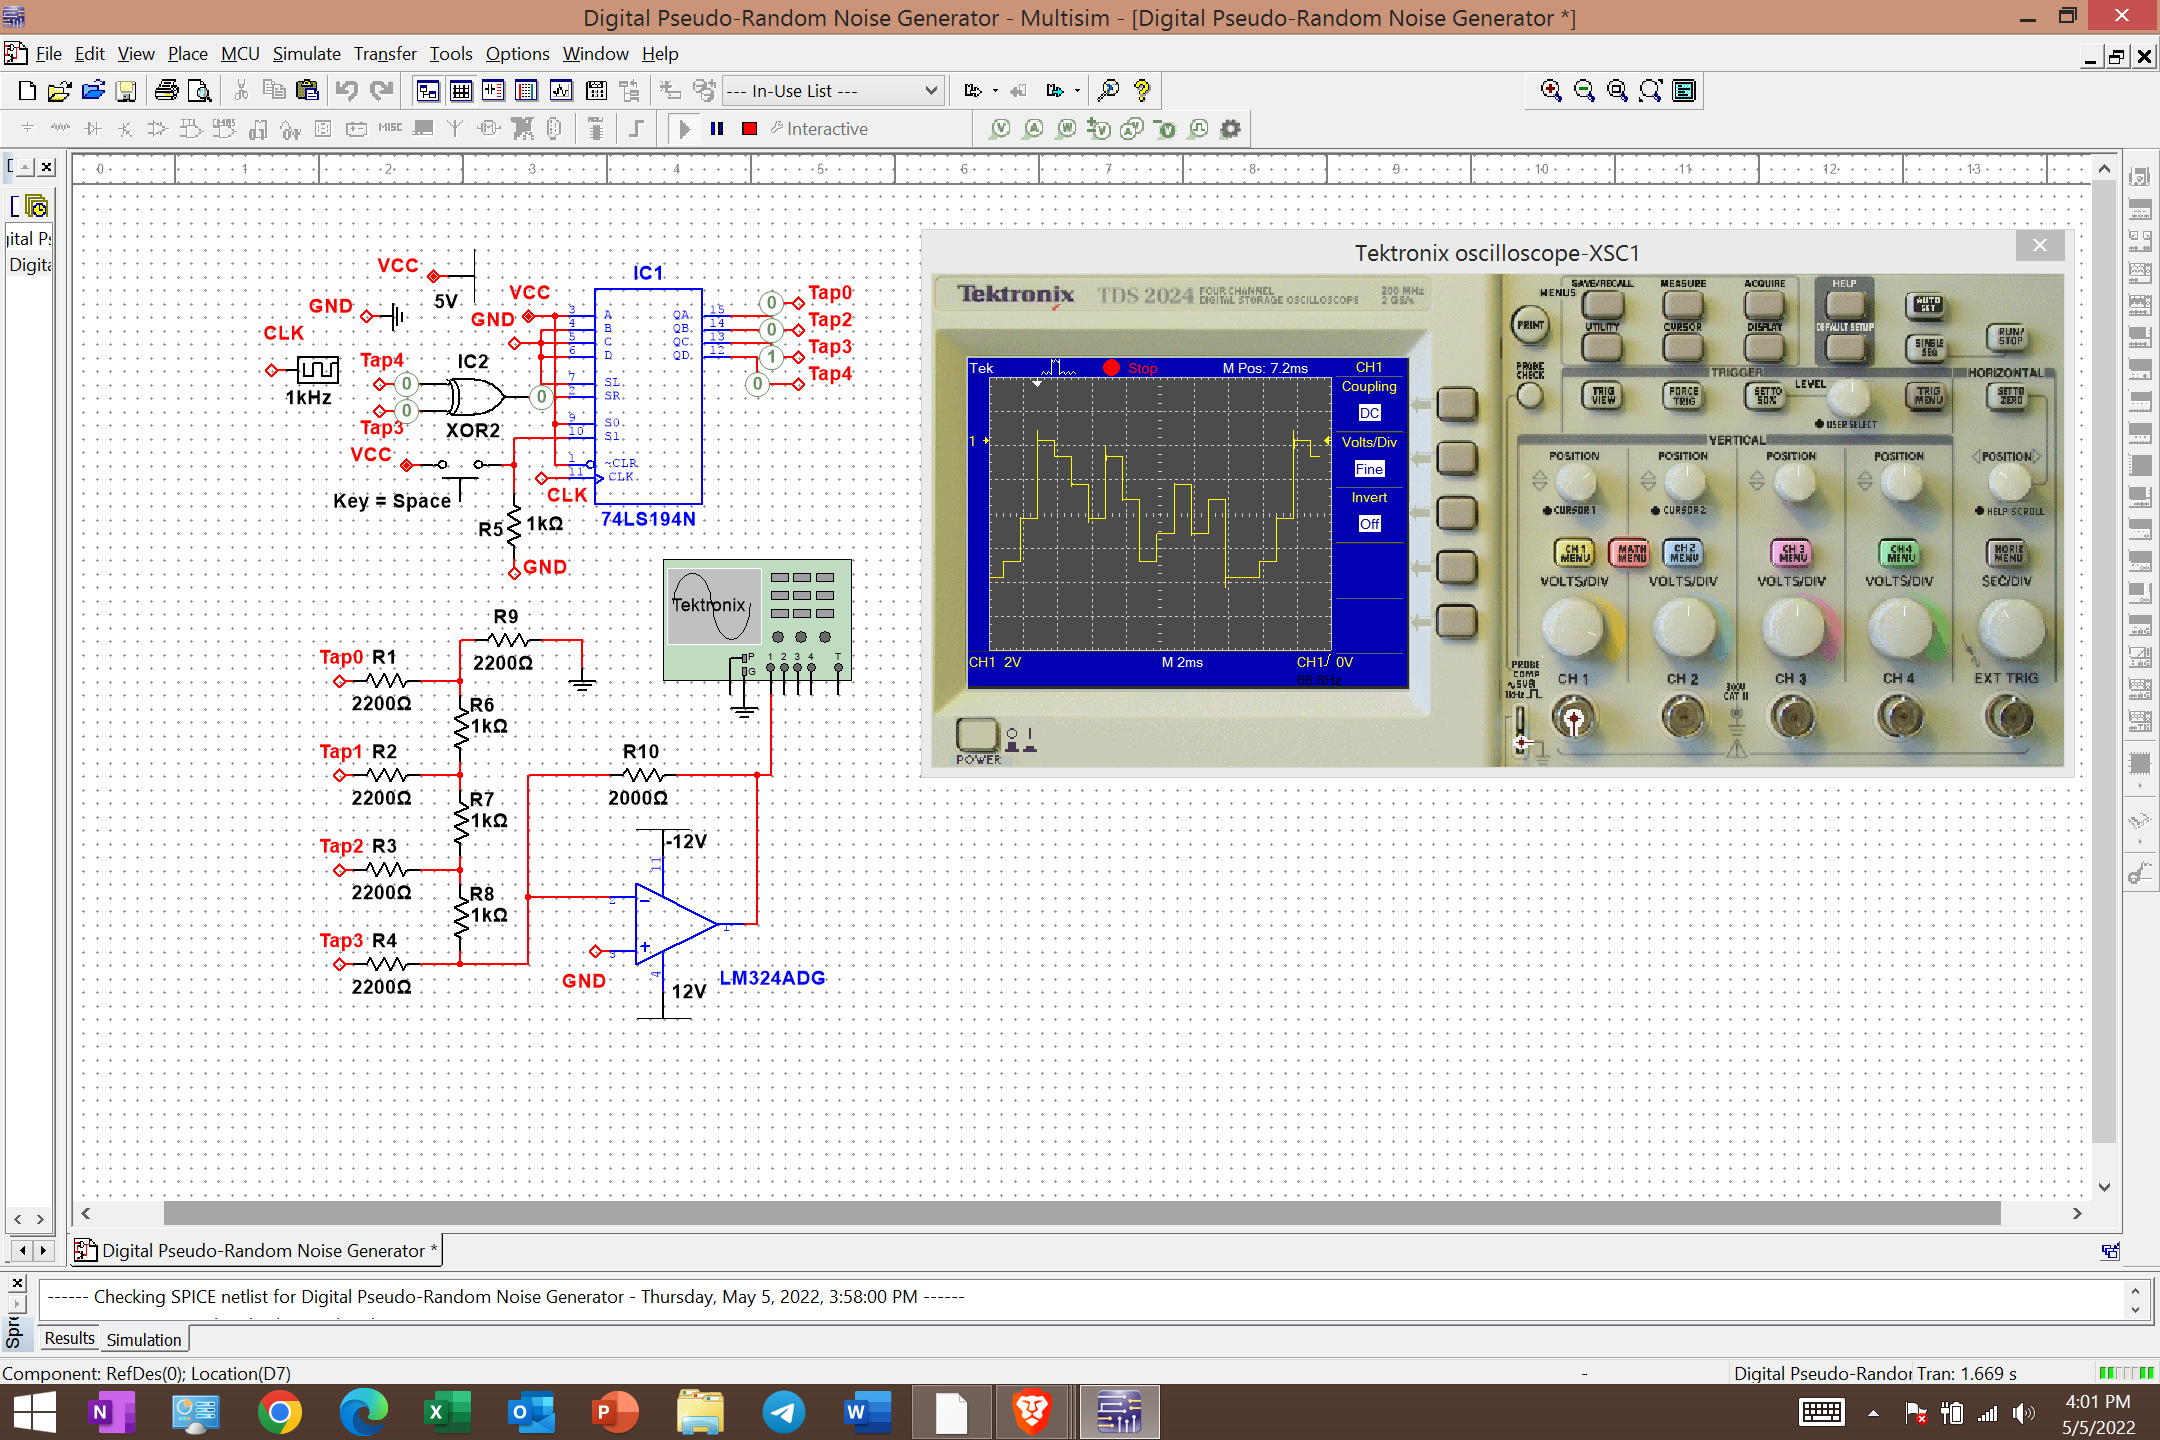 Digital Pseudo-Random Noise Generator - Multisim - [Digital Pseudo-Random Noise Generator *]
File Edit View Place MCU Simulate Transfer Tools Options Window Help
--- In-Use List ---
MISC
Interactive
0 1 2 3 4 5 6 7 8 9 10 11 12 13
Digita
VCC
5V
GND
CLK
1kHz
Tap4
Tap3
IC2
XOR2
0
0
0
VCC
Key = Space
R5
1kΩ
GND
VCC
GND
CLK
IC1
3 A QA 15
4 B QB 14
5 C QC 13
6 D QD 12
7 SL
2 SR
9 S0
10 S1
1 ~CLR
11 CLK
74LS194N
0 Tap0
0 Tap2
1 Tap3
0 Tap4
Tektronix
P
G
1 2 3 4 T
R9
2200Ω
Tap0 R1
2200Ω
R6
1kΩ
Tap1 R2
2200Ω
R7
1kΩ
Tap2 R3
2200Ω
R8
1kΩ
Tap3 R4
2200Ω
R10
2000Ω
-12V
11
2
3
1
4
GND
12V
LM324ADG
Tektronix oscilloscope-XSC1
Tektronix TDS 2024 FOUR CHANNEL DIGITAL STORAGE OSCILLOSCOPE 200 MHz 2 GS/s
Tek Stop M Pos: 7.2ms CH1
Coupling
DC
1
Volts/Div
Fine
Invert
Off
CH1 2V M 2ms CH1 0V
66.6Hz
POWER
MENUS SAVE/RECALL MEASURE ACQUIRE HELP AUTO SET
PRINT UTILITY CURSOR DISPLAY DEFAULT SETUP SINGLE SEQ RUN/STOP
PROBE CHECK TRIGGER LEVEL HORIZONTAL
TRIG VIEW FORCE TRIG SET TO 50% TRIG MENU SET TO ZERO
USER SELECT
VERTICAL
POSITION POSITION POSITION POSITION POSITION
CURSOR 1 CURSOR 2 HELP SCROLL
CH 1 MENU MATH MENU CH 2 MENU CH 3 MENU CH 4 MENU HORIZ MENU
VOLTS/DIV VOLTS/DIV VOLTS/DIV VOLTS/DIV SEC/DIV
PROBE COMP
~5V
1kHz
CH 1 CH 2 CH 3 CH 4 EXT TRIG
300V CAT II
Digital Pseudo-Random Noise Generator *
------ Checking SPICE netlist for Digital Pseudo-Random Noise Generator - Thursday, May 5, 2022, 3:58:00 PM ------
Spre
Results Simulation
Component: RefDes(0); Location(D7) - Digital Pseudo-Randor Tran: 1.669 s
4:01 PM
5/5/2022